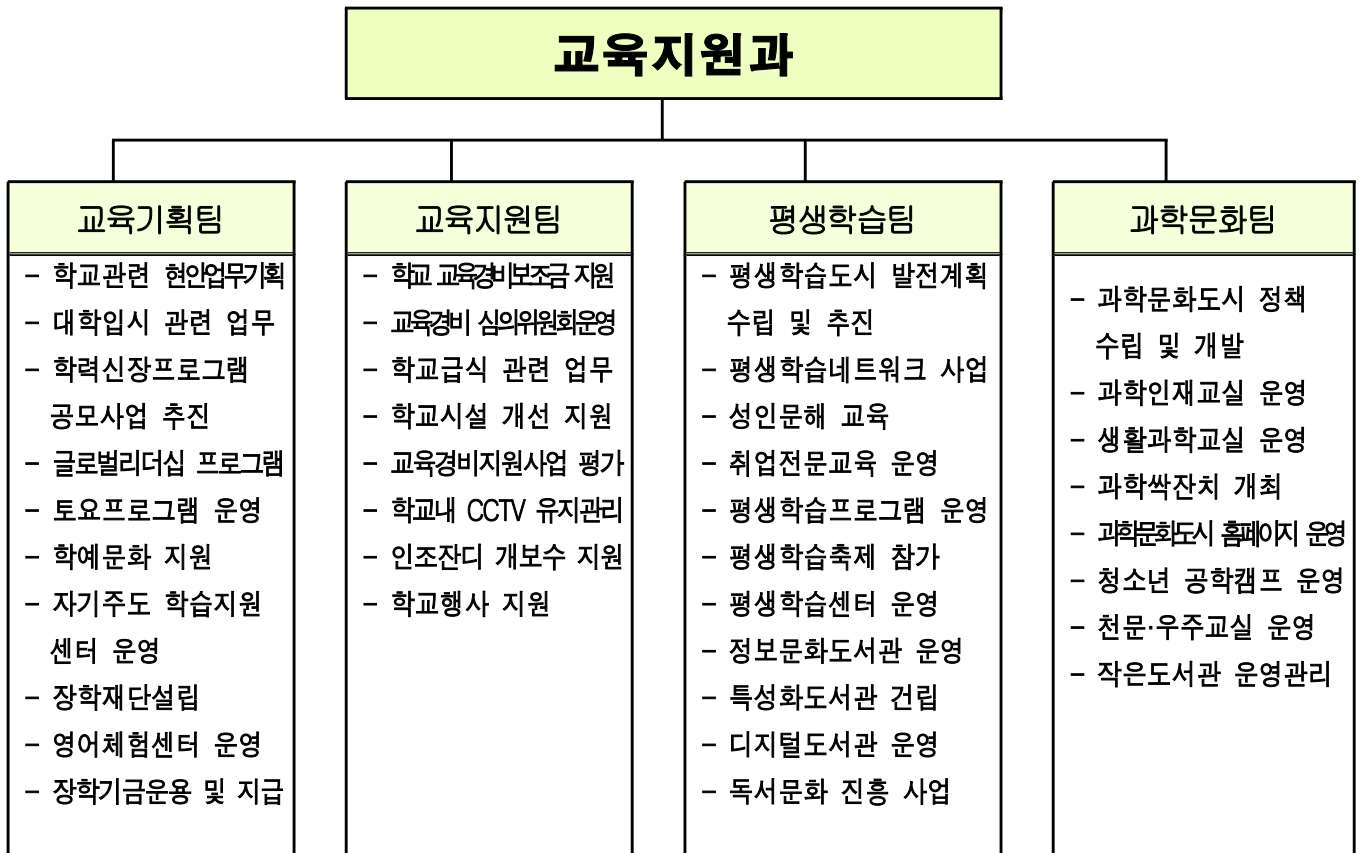 교육지원과
교육기획팀
- 학교관련 현안업무기획
- 대학입시 관련 업무
- 학력신장프로그램
공모사업 추진
- 글로벌리더십 프로그램
- 토요프로그램 운영
- 학예문화 지원
- 자기주도 학습지원
센터 운영
- 장학재단설립
- 영어체험센터 운영
- 장학기금운용 및 지급
교육지원팀
- 학교 교육경비보조금 지원
- 교육경비 심의위원회운영
- 학교급식 관련 업무
- 학교시설 개선 지원
- 교육경비지원사업 평가
- 학교내 CCTV 유지관리
- 인조잔디 개보수 지원
- 학교행사 지원
평생학습팀
- 평생학습도시 발전계획
수립 및 추진
- 평생학습네트워크 사업
- 성인문해 교육
- 취업전문교육 운영
- 평생학습프로그램 운영
- 평생학습축제 참가
- 평생학습센터 운영
- 정보문화도서관 운영
- 특성화도서관 건립
- 디지털도서관 운영
- 독서문화 진흥 사업
과학문화팀
- 과학문화도시 정책
수립 및 개발
- 과학인재교실 운영
- 생활과학교실 운영
- 과학싹잔치 개최
- 과학문화도시 홈페이지 운영
- 청소년 공학캠프 운영
- 천문·우주교실 운영
- 작은도서관 운영관리